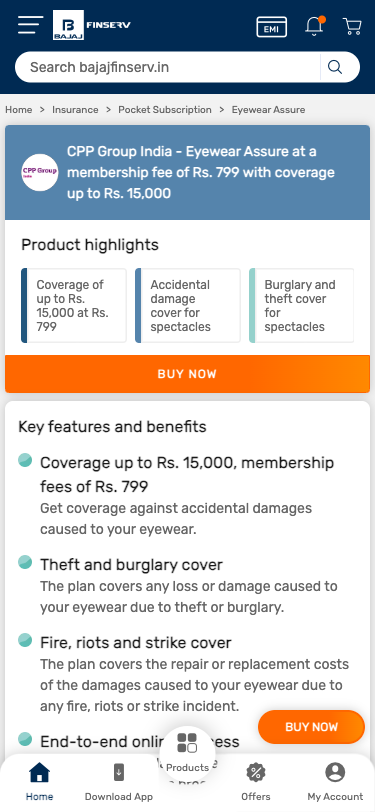 B
BAJAJ
FINSERV
EMI
Search bajajfinserv.in
Home > Insurance > Pocket Subscription > Eyewear Assure
CPP Group
India
CPP Group India - Eyewear Assure at a
membership fee of Rs. 799 with coverage
up to Rs. 15,000
Product highlights
Coverage of
up to Rs.
15,000 at Rs.
799
Accidental
damage
cover for
spectacles
Burglary and
theft cover
for
spectacles
BUY NOW
Key features and benefits
Coverage up to Rs. 15,000, membership
fees of Rs. 799
Get coverage against accidental damages
caused to your eyewear.
Theft and burglary cover
The plan covers any loss or damage caused to
your eyewear due to theft or burglary.
Fire, riots and strike cover
The plan covers the repair or replacement costs
of the damages caused to your eyewear due to
any fire, riots or strike incident.
BUY NOW
End-to-end
Products
Home
Download App
Offers
My Account